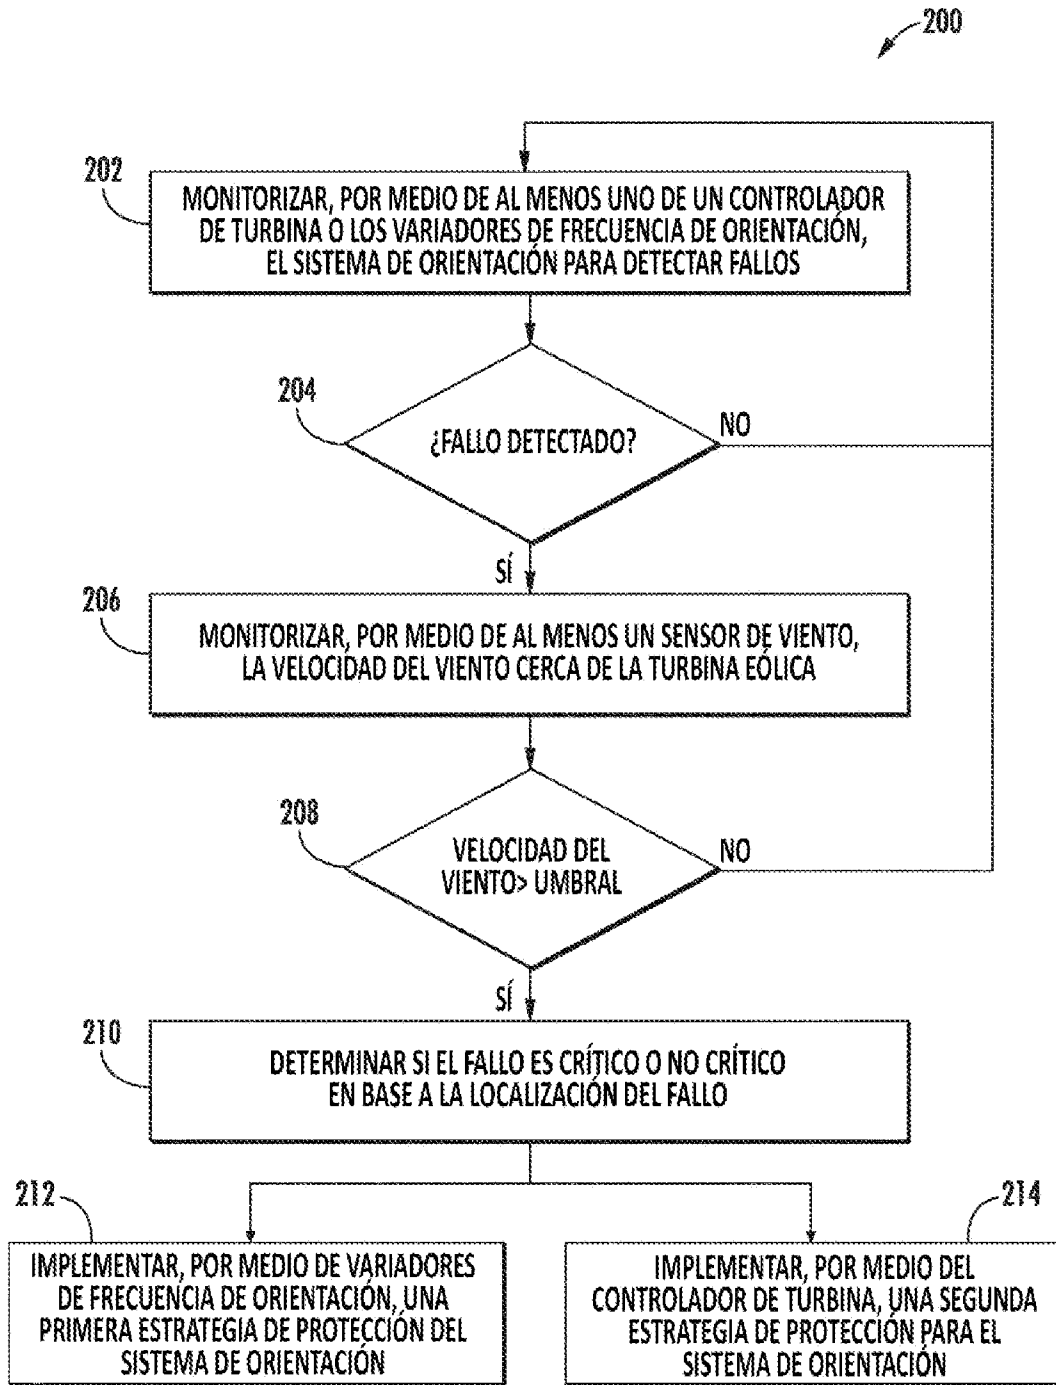 200
202
MONITORIZAR, POR MEDIO DE AL MENOS UNO DE UN CONTROLADOR
DE TURBINA O LOS VARIADORES DE FRECUENCIA DE ORIENTACIÓN,
EL SISTEMA DE ORIENTACIÓN PARA DETECTAR FALLOS
204
¿FALLO DETECTADO?
NO
SÍ
206
MONITORIZAR, POR MEDIO DE AL MENOS UN SENSOR DE VIENTO,
LA VELOCIDAD DEL VIENTO CERCA DE LA TURBINA EÓLICA
208
VELOCIDAD DEL
VIENTO> UMBRAL
NO
SÍ
210
DETERMINAR SI EL FALLO ES CRÍTICO O NO CRÍTICO
EN BASE A LA LOCALIZACIÓN DEL FALLO
212
IMPLEMENTAR, POR MEDIO DE VARIADORES
DE FRECUENCIA DE ORIENTACIÓN, UNA
PRIMERA ESTRATEGIA DE PROTECCIÓN DEL
SISTEMA DE ORIENTACIÓN
214
IMPLEMENTAR, POR MEDIO DEL
CONTROLADOR DE TURBINA, UNA SEGUNDA
ESTRATEGIA DE PROTECCIÓN PARA EL
SISTEMA DE ORIENTACIÓN